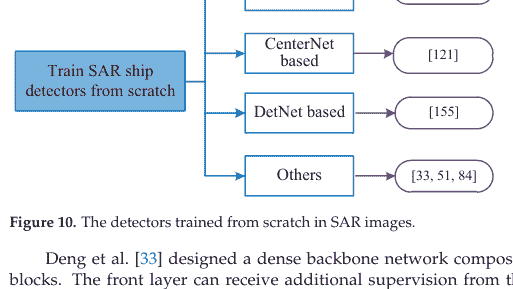 CenterNet
based
[121]
Train SAR ship
detectors from scratch
DetNet based
[155]
Others
[33, 51, 84]
Figure 10. The detectors trained from scratch in SAR images.
Deng et al. [33] designed a dense backbone network compos
blocks. The front layer can receive additional supervision from th